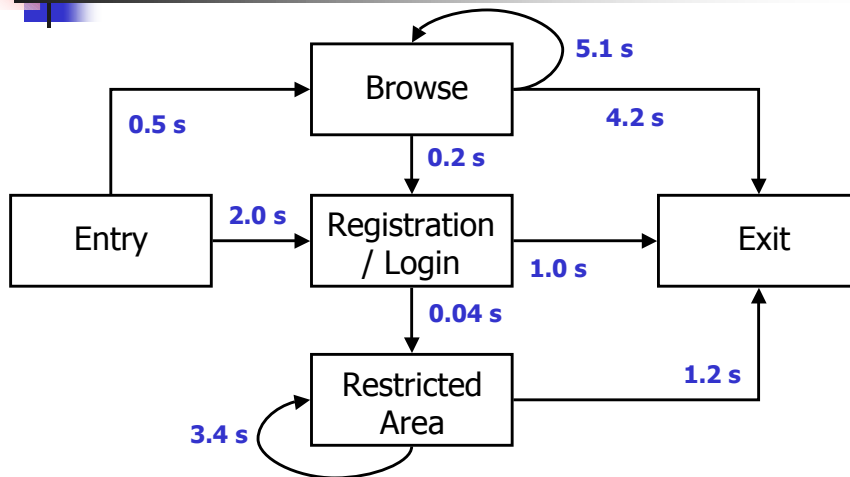 5.1 s
Browse
4.2 s
0.5 s
0.2 s
2.0 s
Registration
/ Login
Entry
Exit
1.0 s
0.04 s
Restricted
Area
1.2 s
3.4 s